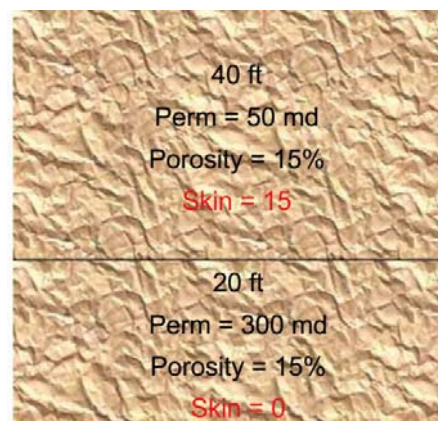 40 ft
Perm = 50 md
Porosity = 15%
Skin = 15
20 ft
Perm = 300 md
Porosity = 15%
Skin = 0